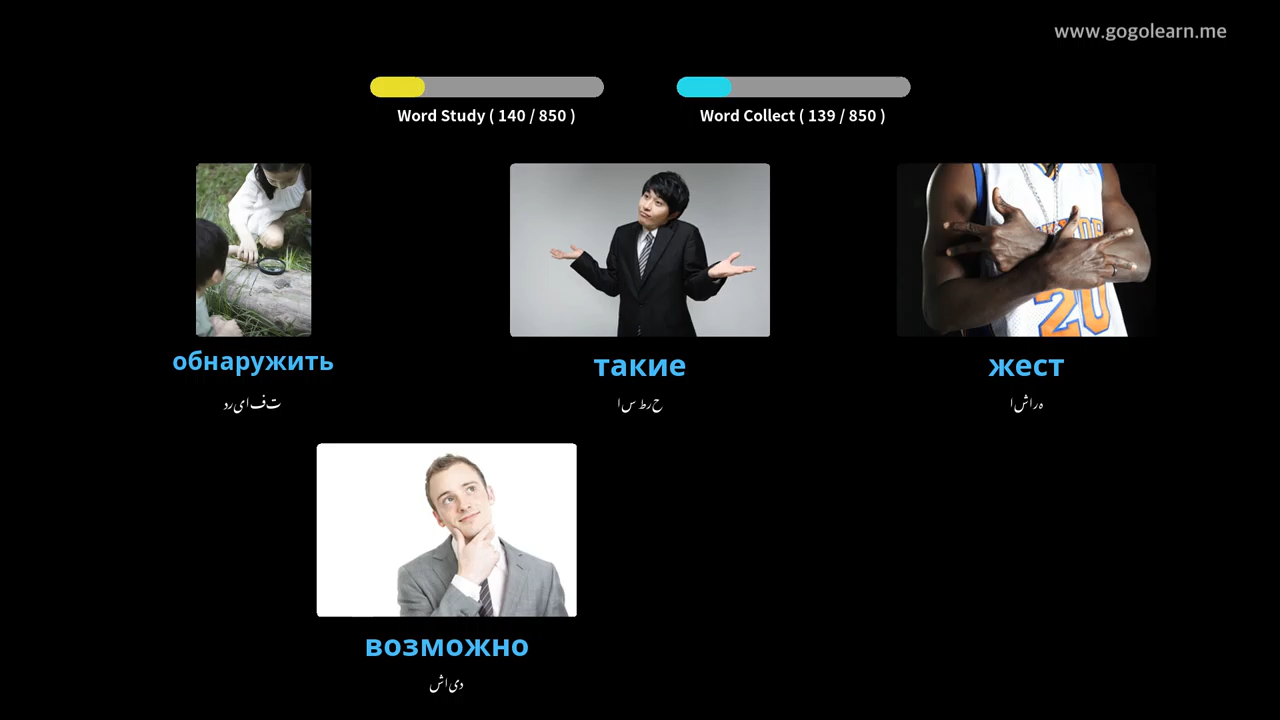 www.gogolearn.me
Word Study ( 140 / 850 )
Word Collect ( 139 / 850 )
20
обнаружить
такие
жест
دریافت
اس طرح
اشارہ
возможно
شاید